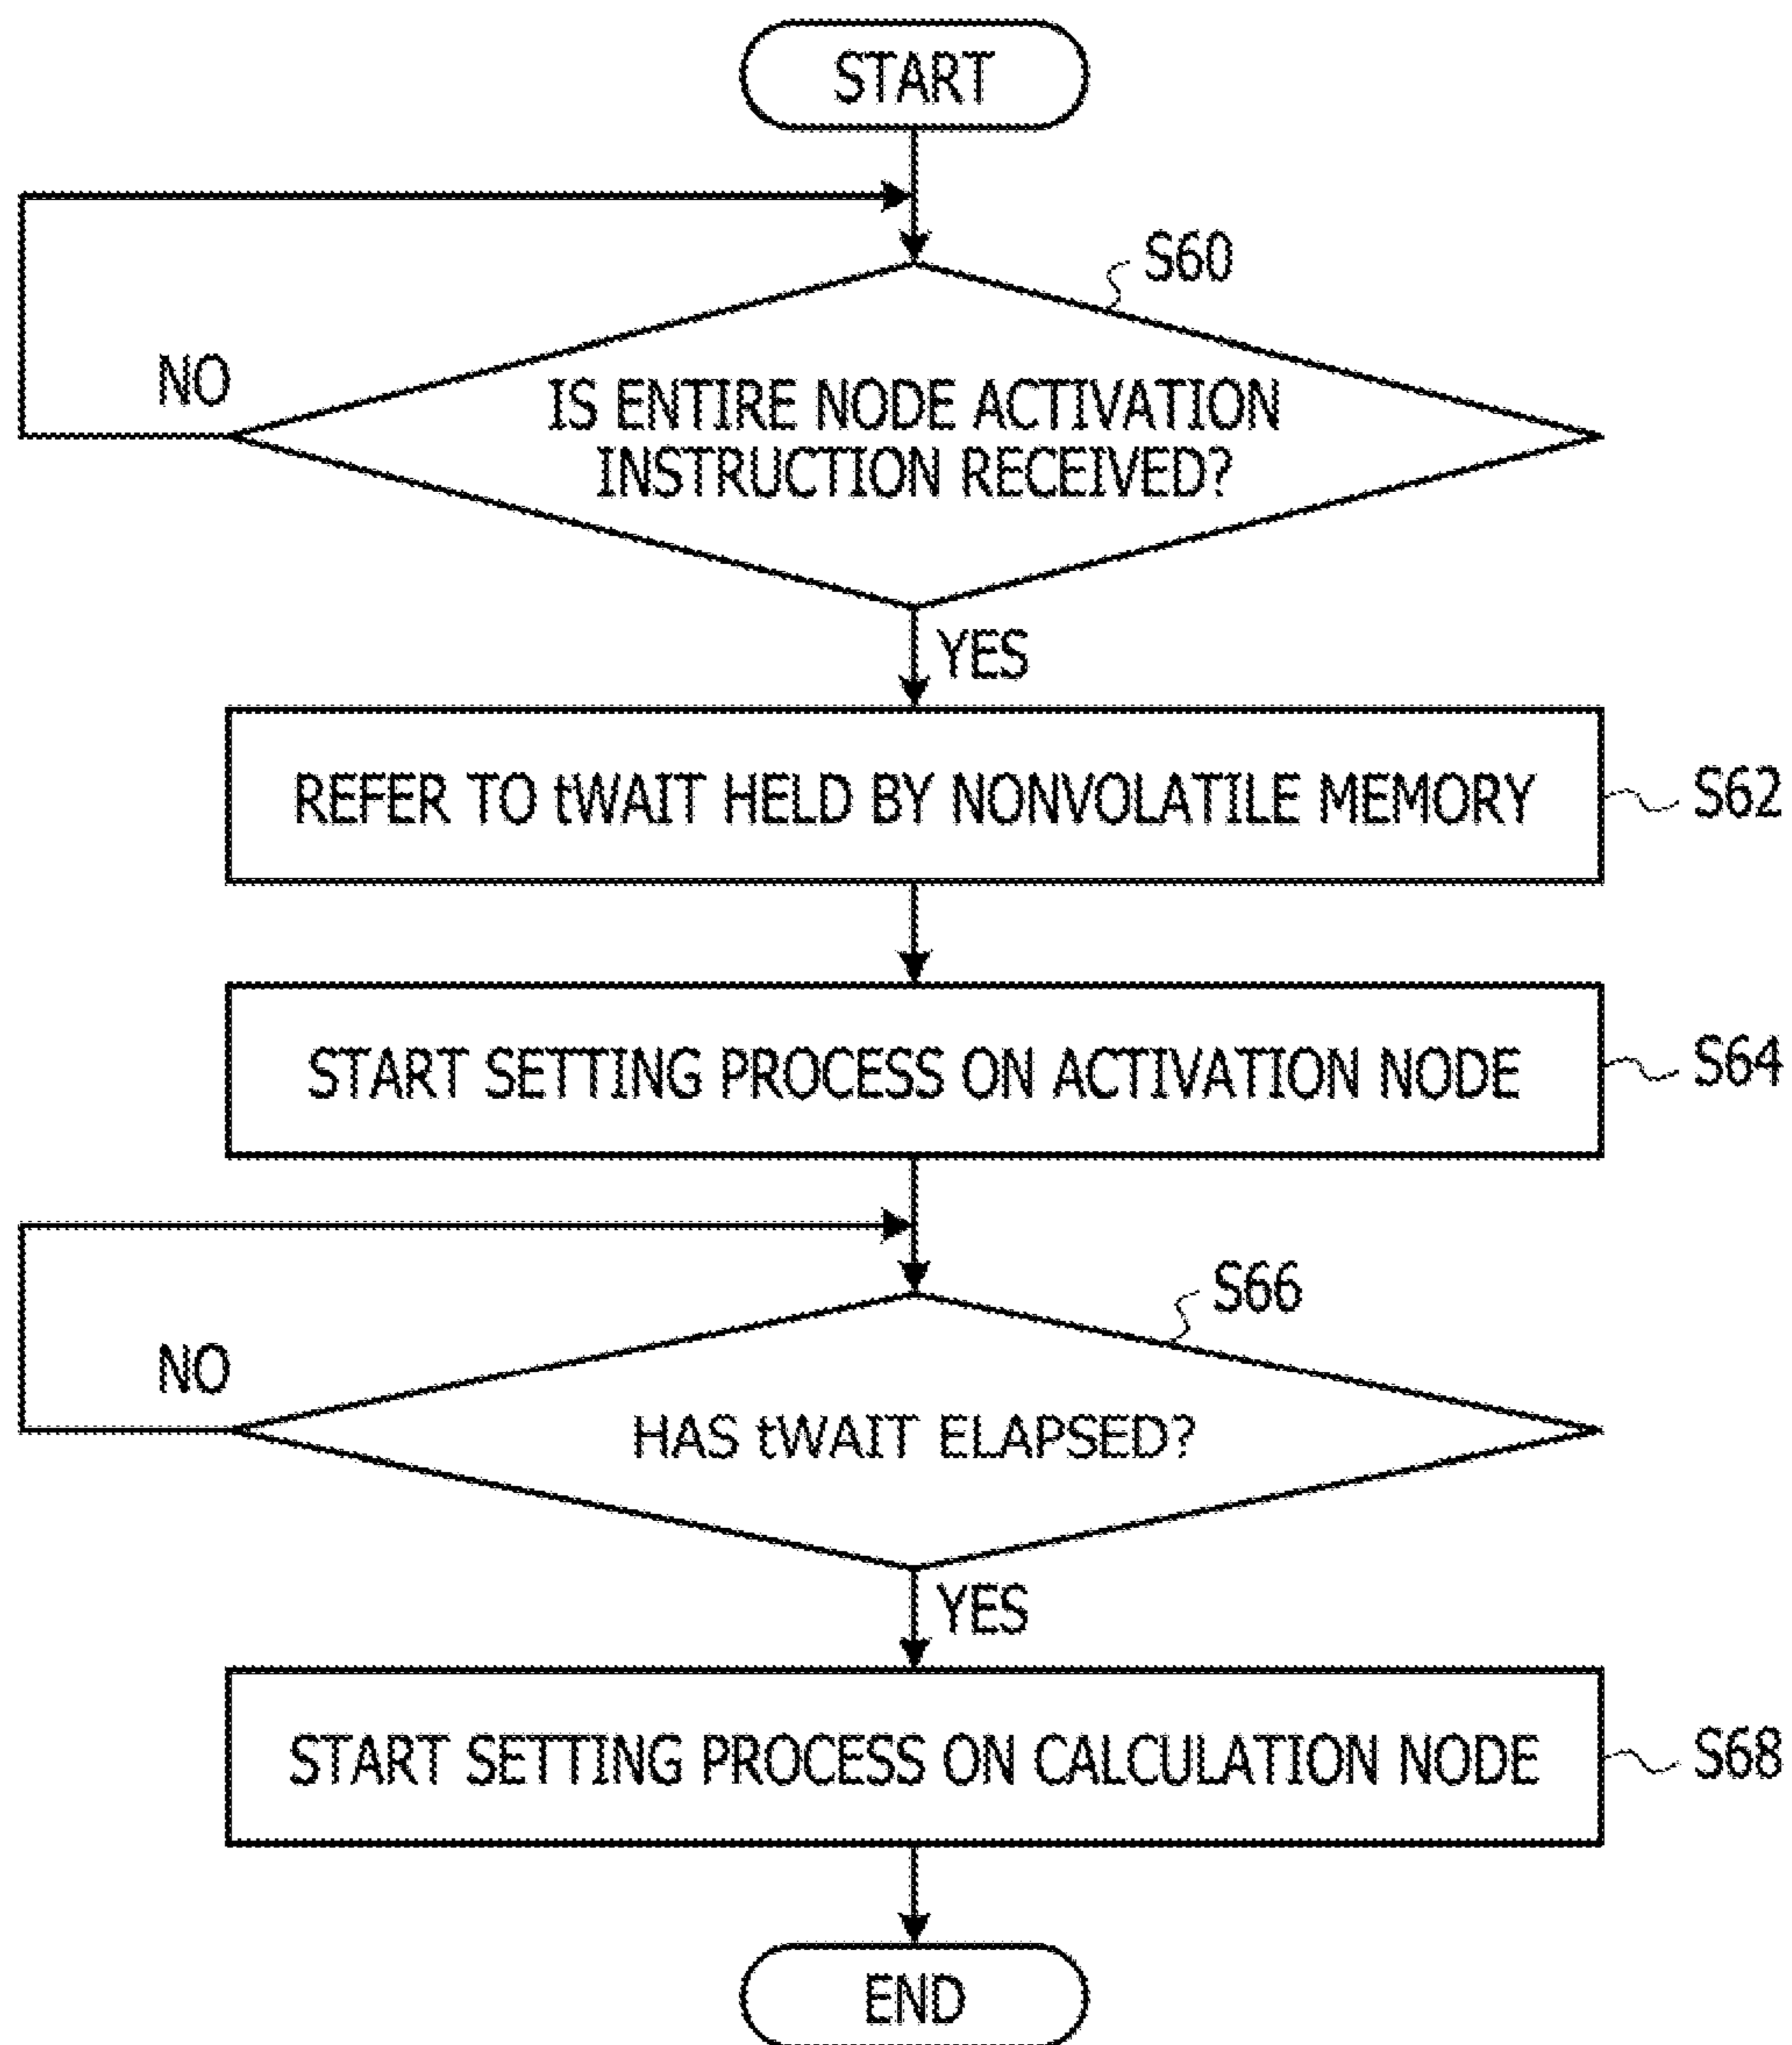 START
S60
NO
IS ENTIRE NODE ACTIVATION
INSTRUCTION RECEIVED?
YES
REFER TO tWAIT HELD BY NONVOLATILE MEMORY
S62
START SETTING PROCESS ON ACTIVATION NODE
S64
S66
NO
HAS tWAIT ELAPSED?
YES
START SETTING PROCESS ON CALCULATION NODE
S68
END